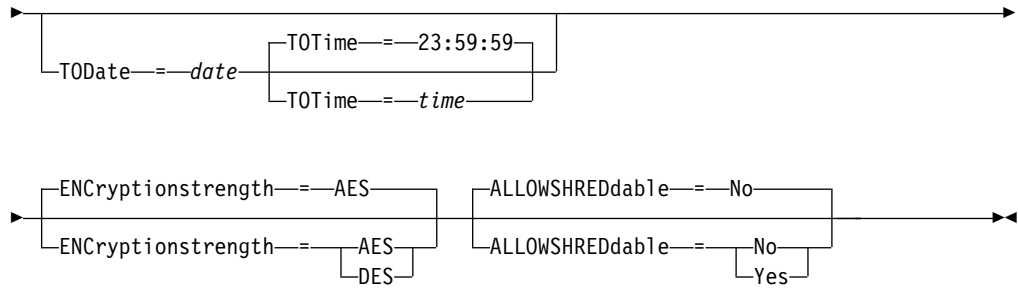 TOTime = 23:59:59
TODate = date
TOTime = time
ENCryptionstrength = AES ALLOWSHREDdable = No
ENCryptionstrength = AES ALLOWSHREDdable = No
DES Yes